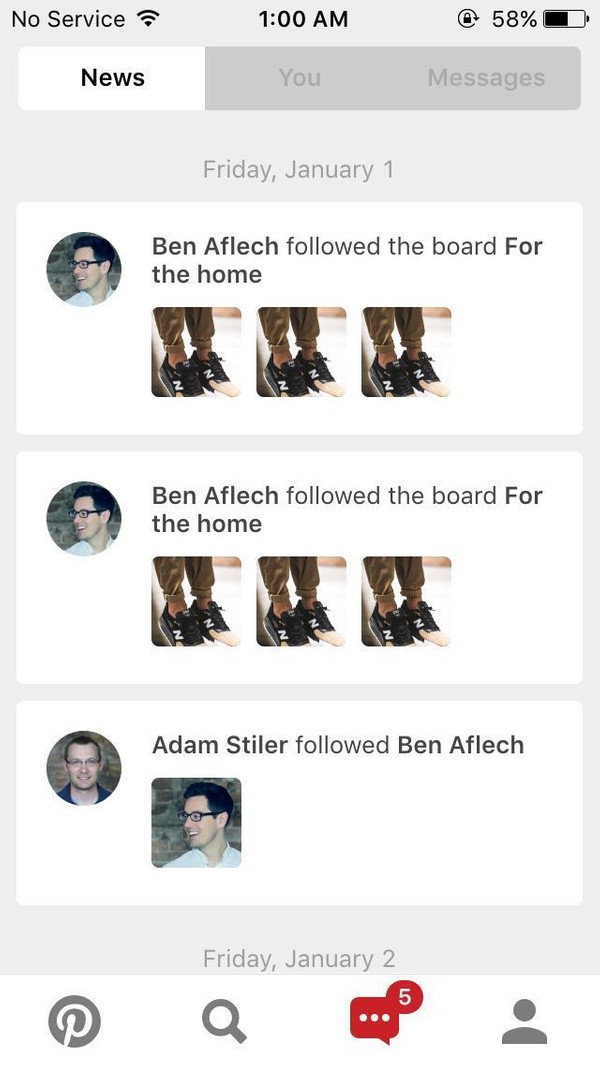 No Service 1:00 AM 58%
News You Messages
Friday, January 1
Ben Aflech followed the board For
the home
N N N N N N
Ben Aflech followed the board For
the home
N N N N N N
Adam Stiler followed Ben Aflech
Friday, January 2
5